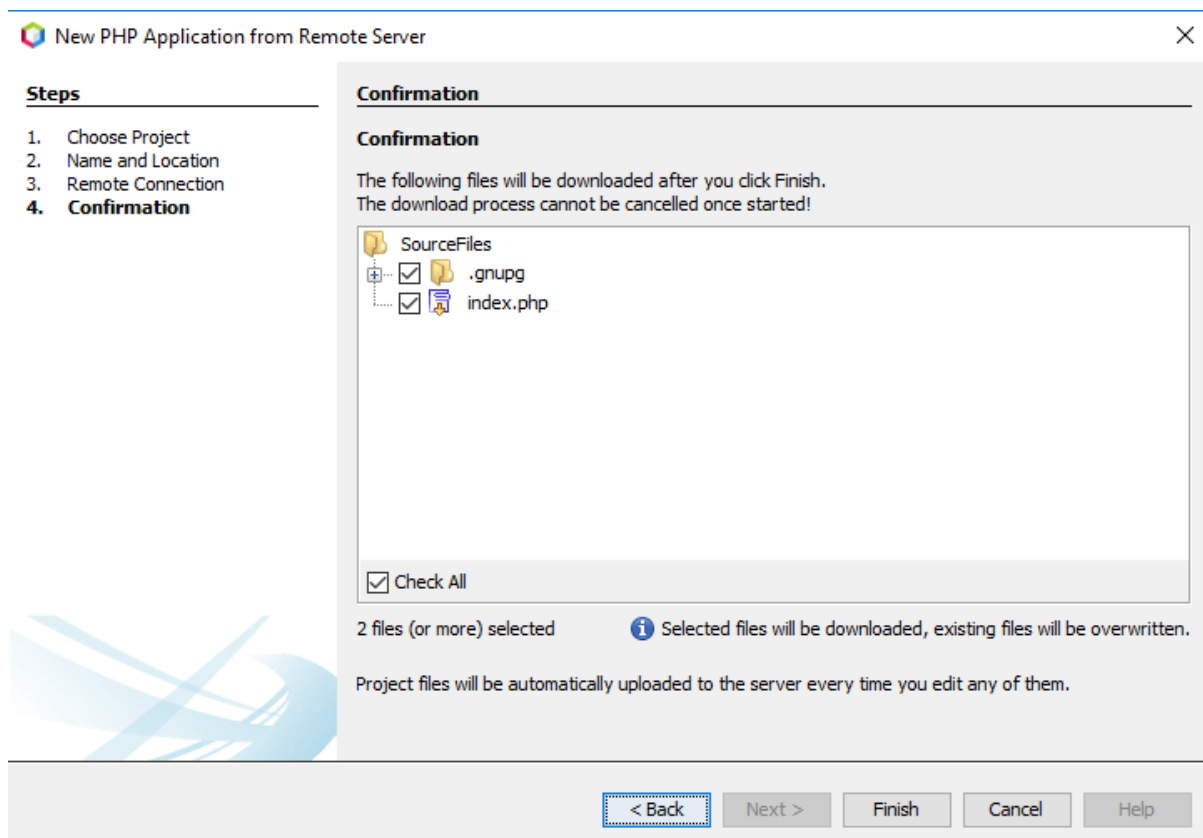 New PHP Application from Remote Server
Steps
1. Choose Project
2. Name and Location
3. Remote Connection
4. Confirmation
Confirmation
Confirmation
The following files will be downloaded after you click Finish.
The download process cannot be cancelled once started!
SourceFiles
.gnupg
index.php
Check All
2 files (or more) selected
Selected files will be downloaded, existing files will be overwritten.
Project files will be automatically uploaded to the server every time you edit any of them.
< Back
Next >
Finish
Cancel
Help